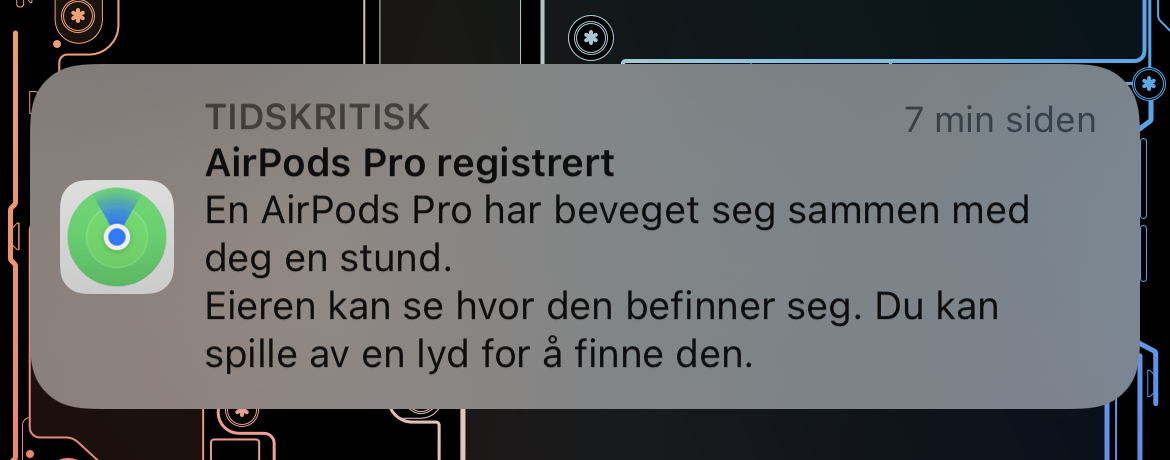 TIDSKRITISK
7 min siden
AirPods Pro registrert
En AirPods Pro har beveget seg sammen med
deg en stund.
Eieren kan se hvor den befinner seg. Du kan
spille av en lyd for å finne den.